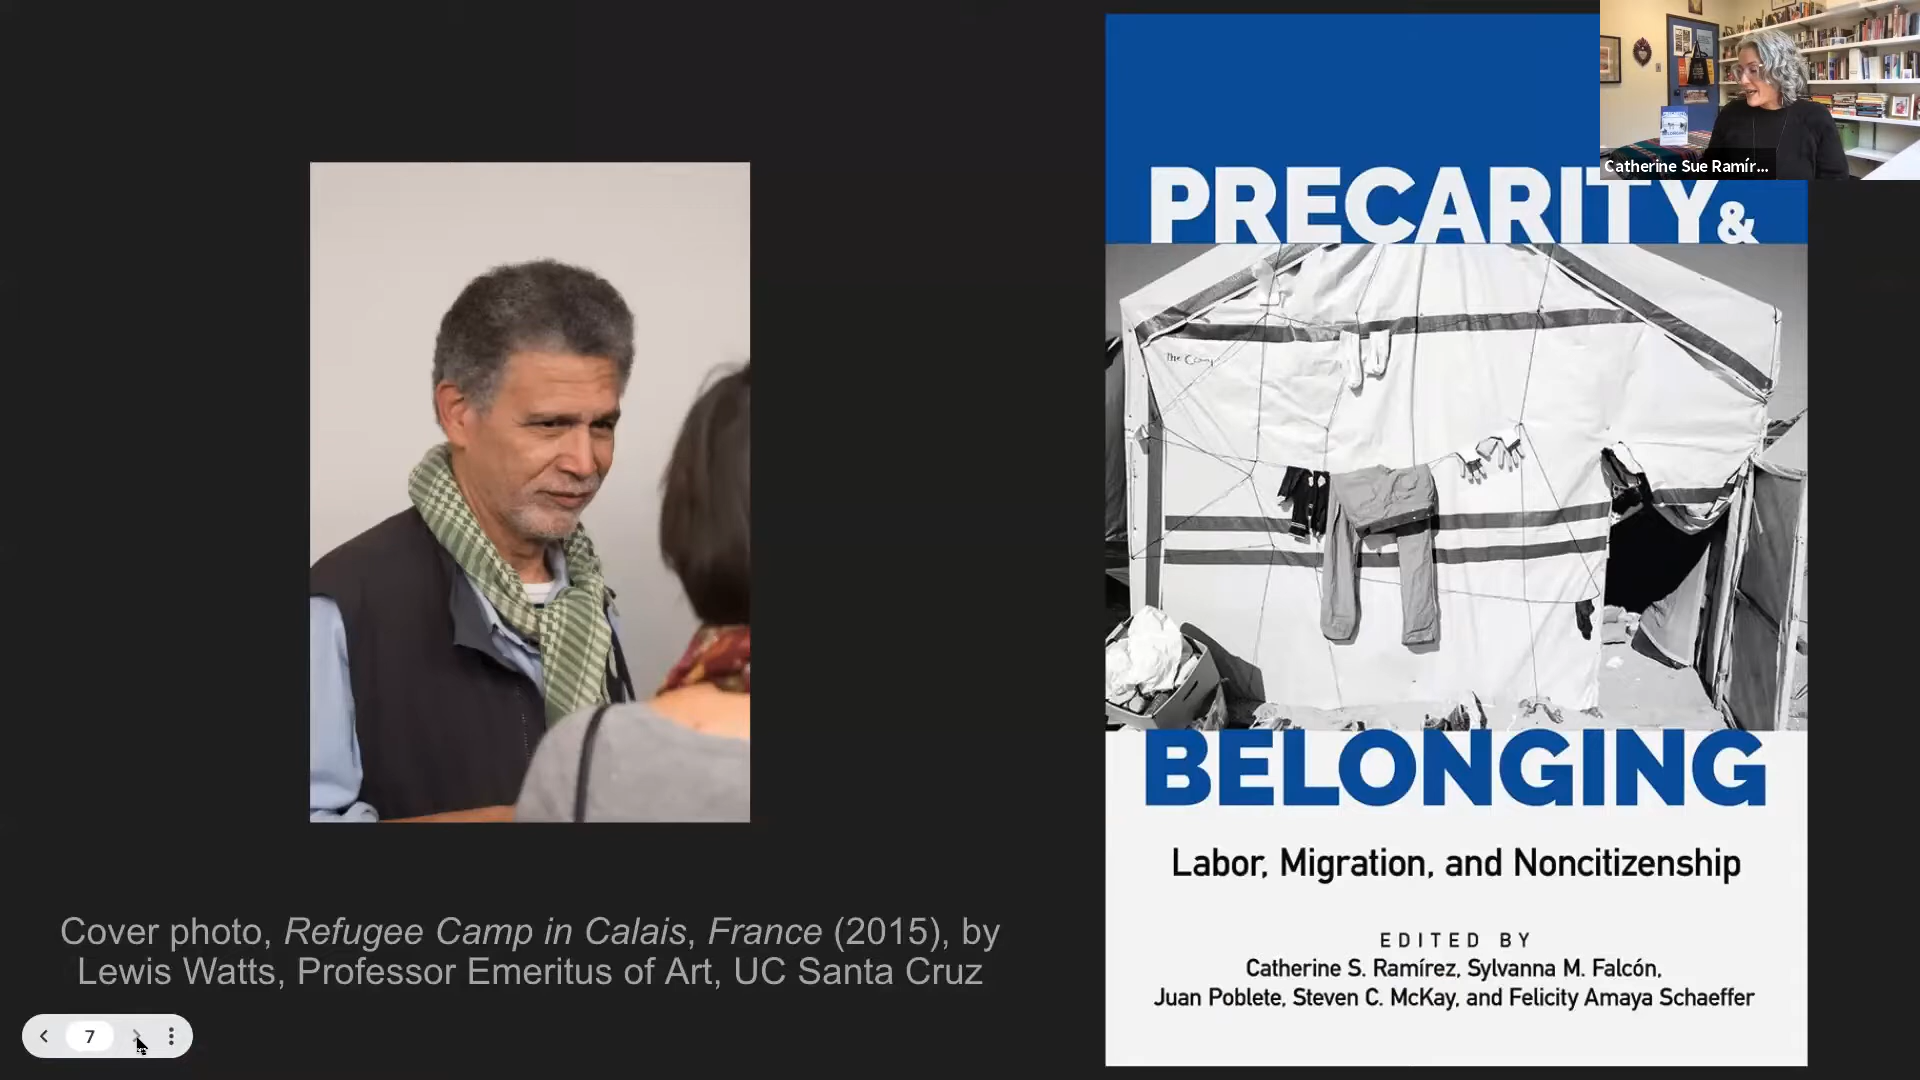 PRECARITY &
The Camp
BELONGING
Labor, Migration, and Noncitizenship
EDITED BY
Catherine S. Ramírez, Sylvanna M. Falcón,
Juan Poblete, Steven C. McKay, and Felicity Amaya Schaeffer
Cover photo, Refugee Camp in Calais, France (2015), by
Lewis Watts, Professor Emeritus of Art, UC Santa Cruz
7
PRECARITY
BELONGING
Catherine Sue Ramír...